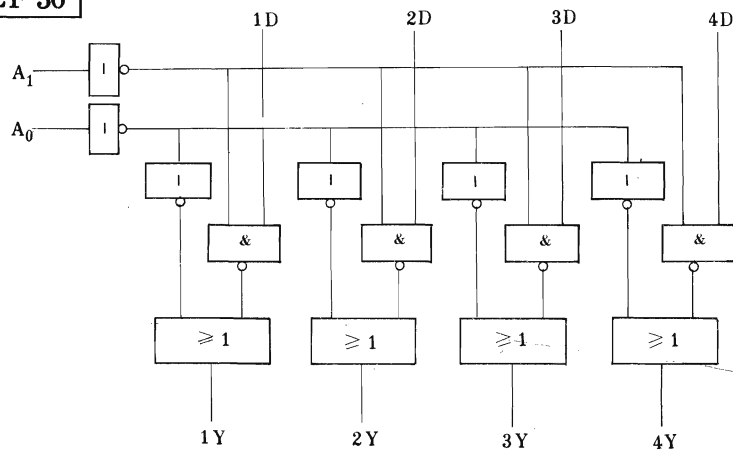 1D 2D 3D 4D
A₁ 1
A₀ 1
1 1 1 1
& & & &
≥ 1 ≥ 1 ≥ 1 ≥ 1
1Y 2Y 3Y 4Y